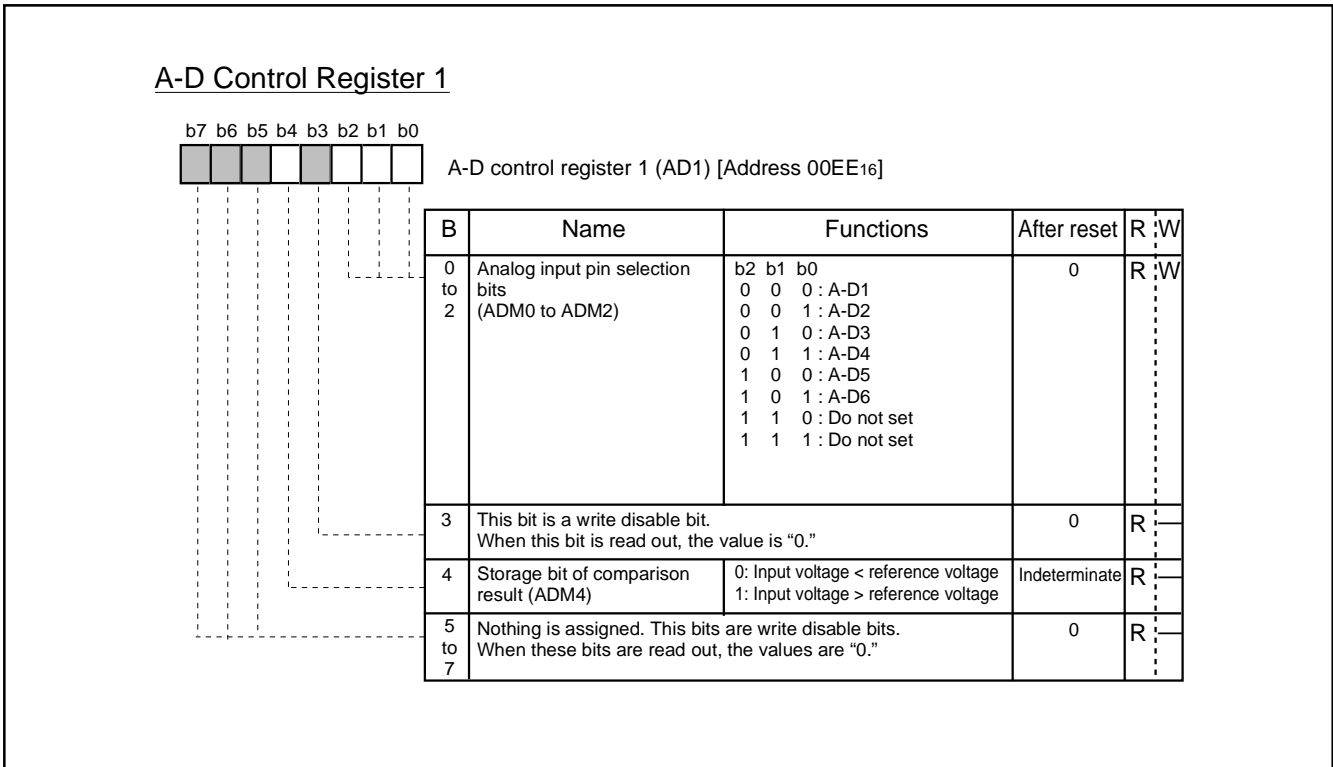 A-D Control Register 1
b7 b6 b5 b4 b3 b2 b1 b0
A-D control register 1 (AD1) [Address 00EE16]
B Name Functions After reset R W
0 to 2 Analog input pin selection bits (ADM0 to ADM2)
b2 b1 b0
0 0 0 : A-D1
0 0 1 : A-D2
0 1 0 : A-D3
0 1 1 : A-D4
1 0 0 : A-D5
1 0 1 : A-D6
1 1 0 : Do not set
1 1 1 : Do not set
0 R W
3 This bit is a write disable bit.
When this bit is read out, the value is “0.”
0 R —
4 Storage bit of comparison result (ADM4)
0: Input voltage < reference voltage
1: Input voltage > reference voltage
Indeterminate R —
5 to 7 Nothing is assigned. This bits are write disable bits.
When these bits are read out, the values are “0.”
0 R —